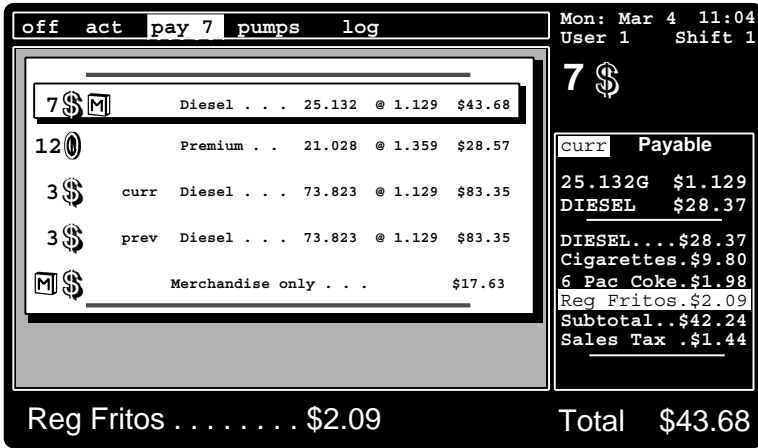 off act pay 7 pumps log
Mon: Mar 4 11:04
User 1 Shift 1
7 $
7 $ M Diesel . . . 25.132 @ 1.129 $43.68
12 Premium . . 21.028 @ 1.359 $28.57
3 $ curr Diesel . . . 73.823 @ 1.129 $83.35
3 $ prev Diesel . . . 73.823 @ 1.129 $83.35
M $ Merchandise only . . . $17.63
curr Payable
25.132G $1.129
DIESEL $28.37
DIESEL....$28.37
Cigarettes.$9.80
6 Pac Coke.$1.98
Reg Fritos.$2.09
Subtotal..$42.24
Sales Tax .$1.44
Reg Fritos . . . . . . . . $2.09
Total $43.68